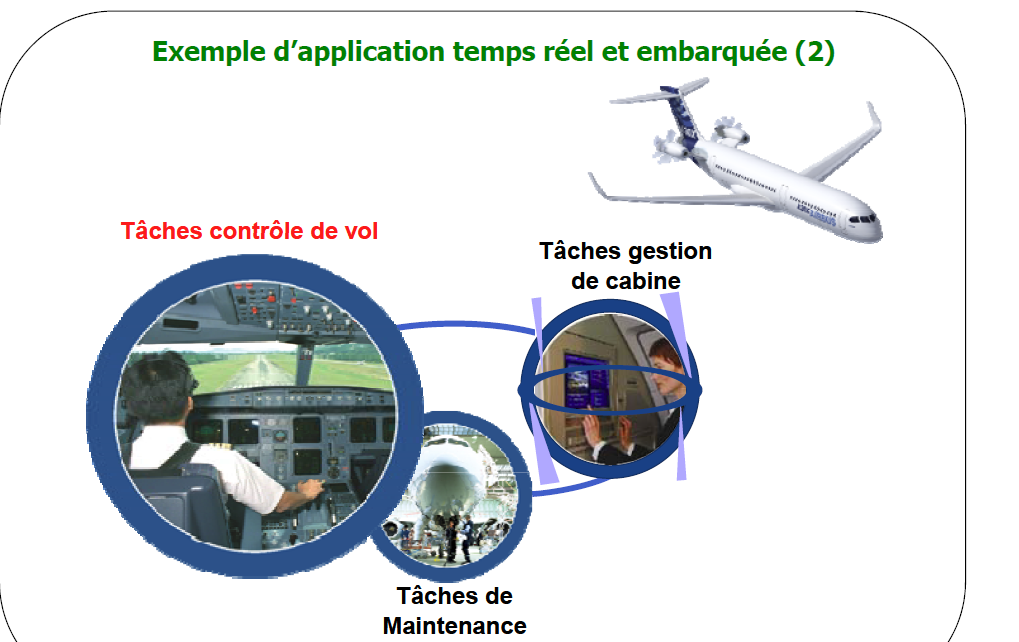 Exemple d’application temps réel et embarquée (2)
Tâches contrôle de vol
Tâches gestion
de cabine
Tâches de
Maintenance